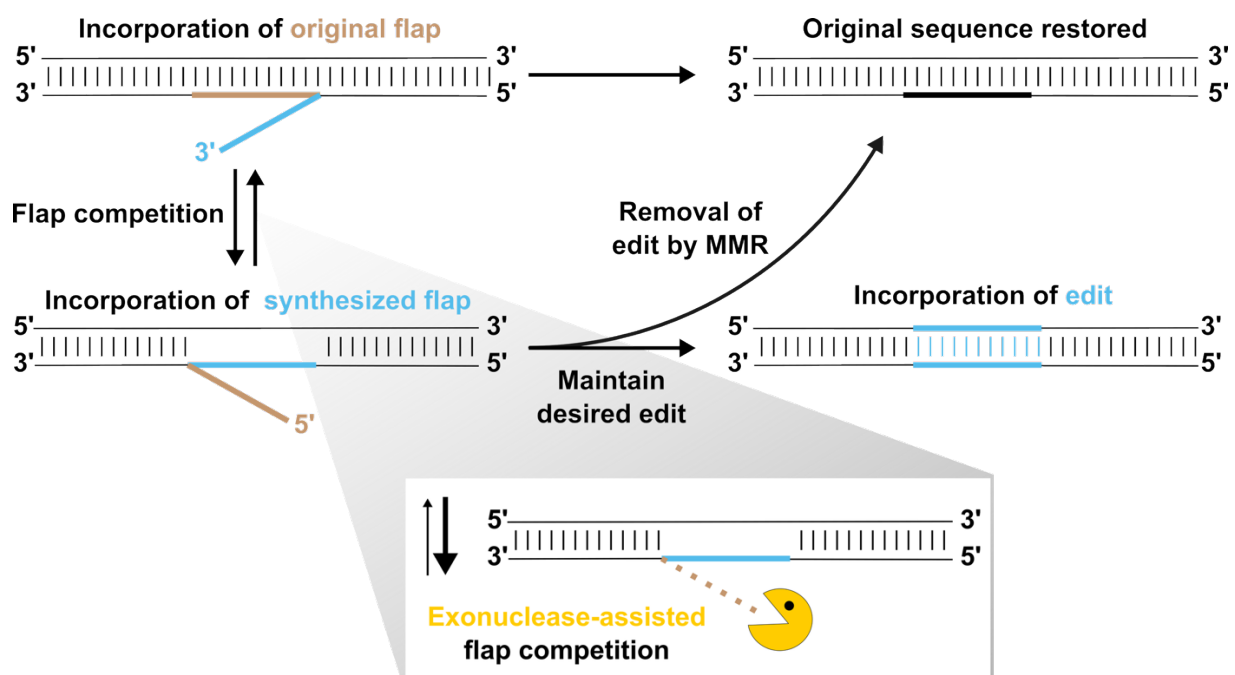 Incorporation of original flap
5' 3'
3' 5'
3'
Original sequence restored
5' 3'
3' 5'
Flap competition
Removal of
edit by MMR
Incorporation of synthesized flap
5' 3'
3' 5'
5'
Maintain
desired edit
Incorporation of edit
5' 3'
3' 5'
5' 3'
3' 5'
Exonuclease-assisted
flap competition